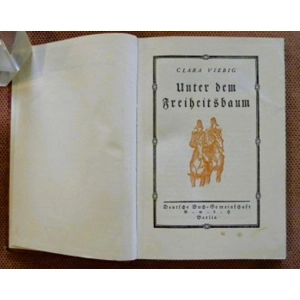 CLARA VIEBIG
Unter dem
Freiheitsbaum
Deutsche Buch-Gemeinschaft
G·m·b·H
Berlin